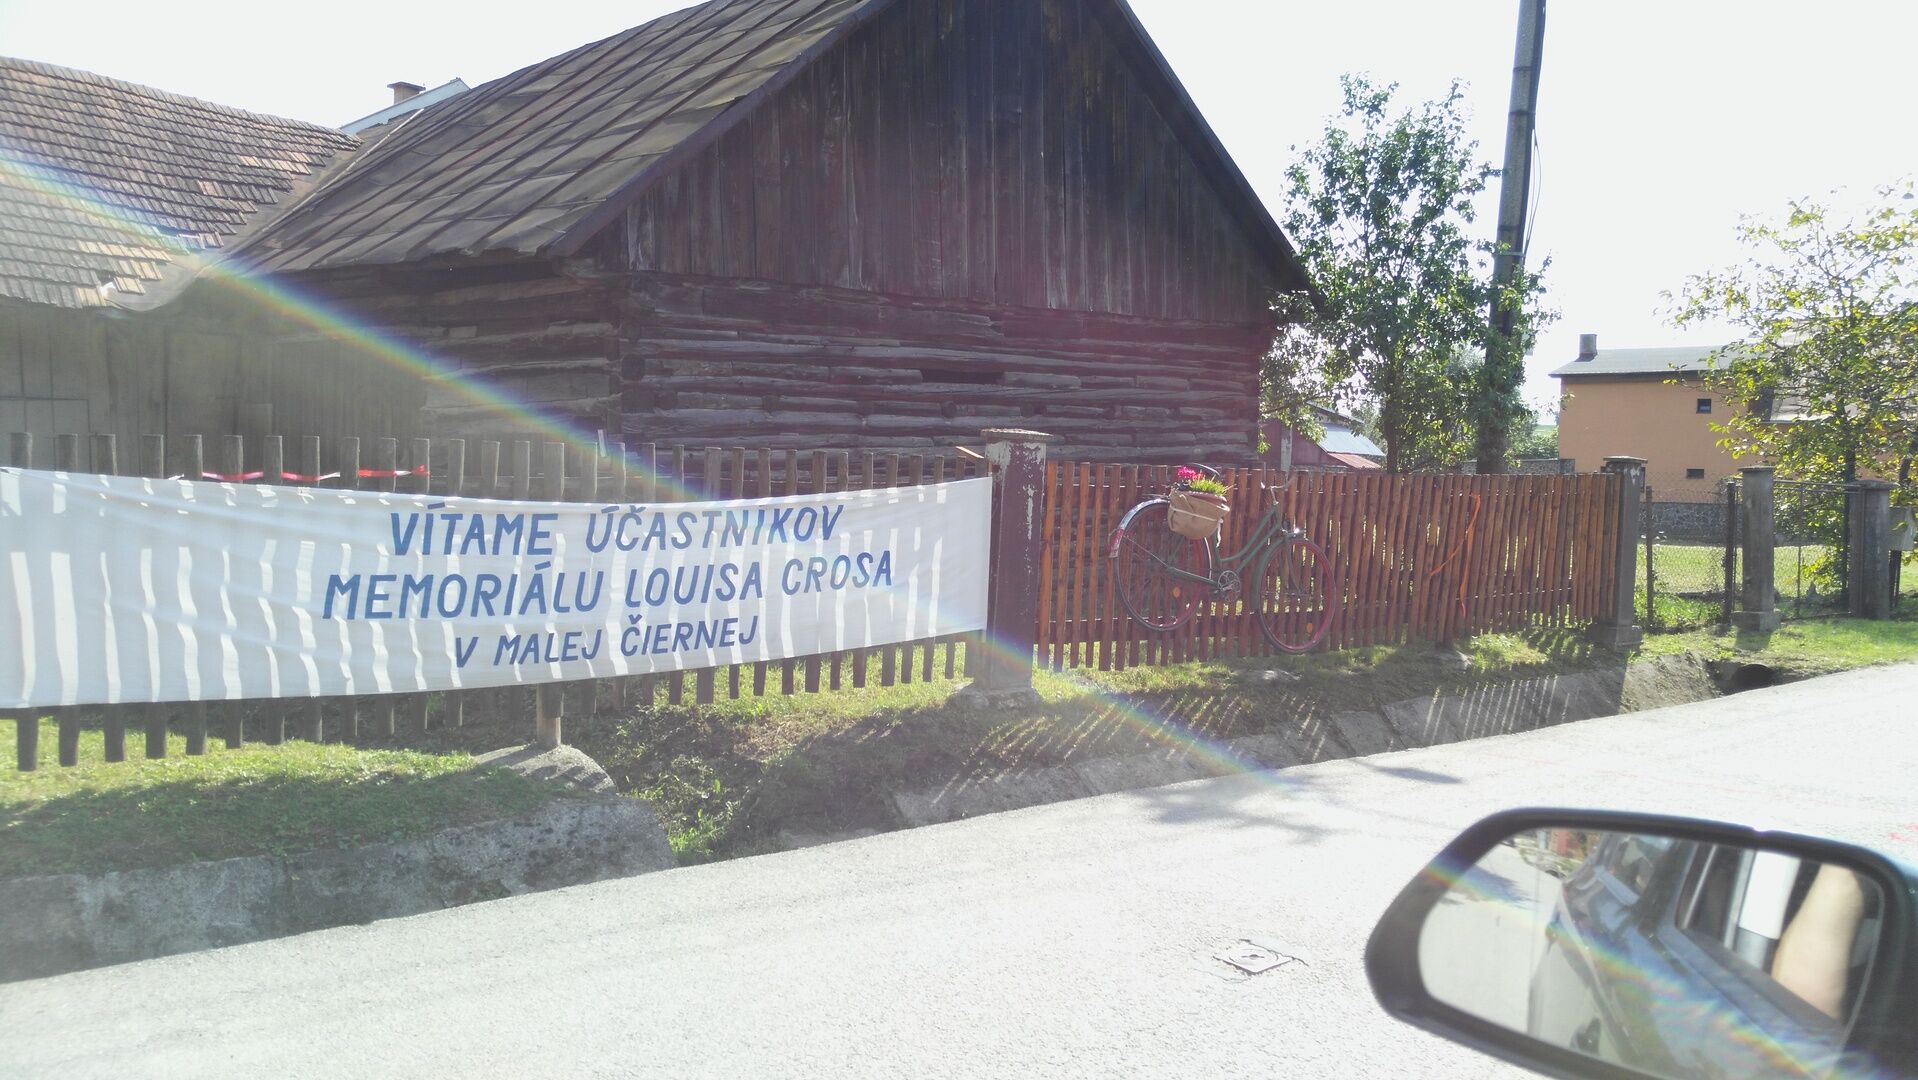 VÍTAME ÚČASTNIKOV
MEMORIÁLU LOUISA CROSA
V MALEJ ČIERNEJ